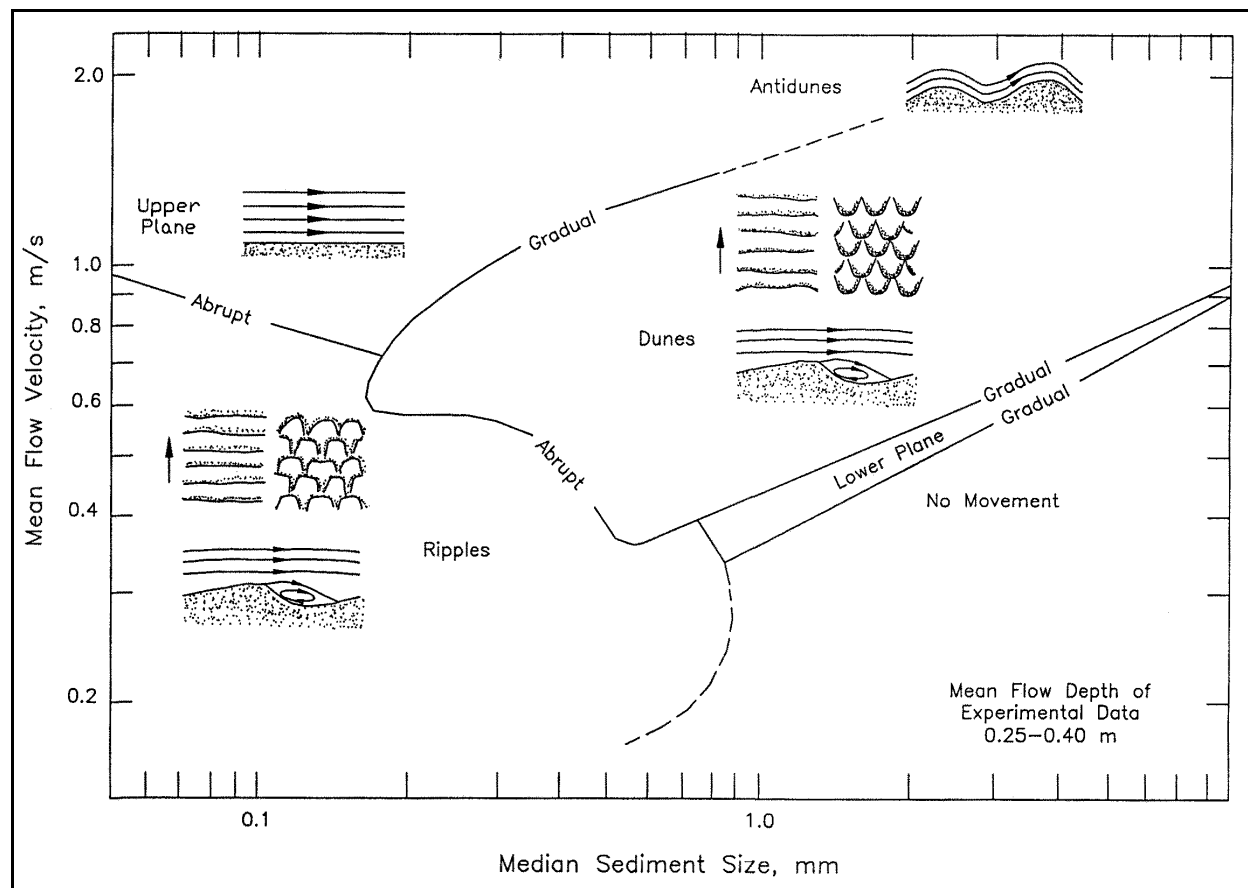 2.0
1.0
0.8
0.6
0.4
0.2
Mean Flow Velocity, m/s
Antidunes
Upper
Plane
Gradual
Abrupt
Dunes
Abrupt
Gradual
Gradual
Lower Plane
No Movement
Ripples
Mean Flow Depth of
Experimental Data
0.25–0.40 m
0.1
1.0
Median Sediment Size, mm